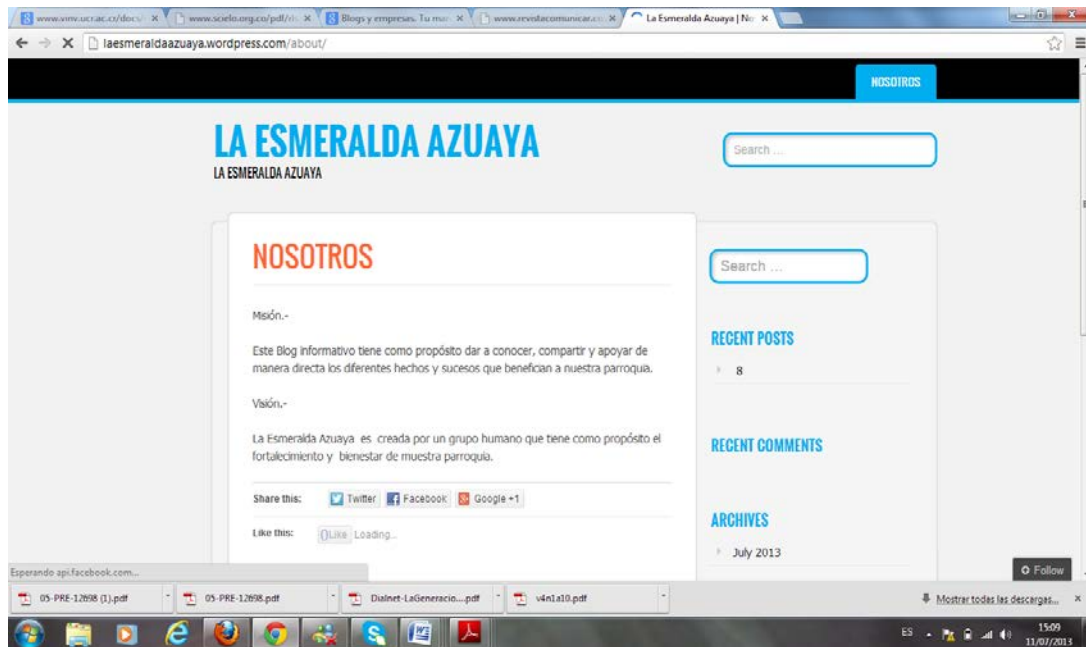 www.vinv.ucr.ac.cr/docs/
www.scielo.org.co/pdf/
Blogs y empresas. Tu mar
www.revistacomunicar.co
La Esmeralda Azuaya | No
laesmeraldaazuaya.wordpress.com/about/
NOSOTROS
LA ESMERALDA AZUAYA
LA ESMERALDA AZUAYA
Search ...
NOSOTROS
Misión.-
Este Blog informativo tiene como propósito dar a conocer, compartir y apoyar de
manera directa los diferentes hechos y sucesos que benefician a nuestra parroquia.
Visión.-
La Esmeralda Azuaya es creada por un grupo humano que tiene como propósito el
fortalecimiento y bienestar de muestra parroquia.
Share this: Twitter Facebook Google +1
Like this: Like Loading...
Search ...
RECENT POSTS
8
RECENT COMMENTS
ARCHIVES
July 2013
Follow
Esperando api.facebook.com...
05-PRE-12698 (1).pdf
05-PRE-12698.pdf
Dialnet-LaGeneracio....pdf
v4n1a10.pdf
Mostrar todas las descargas...
ES
15:09
11/07/2013